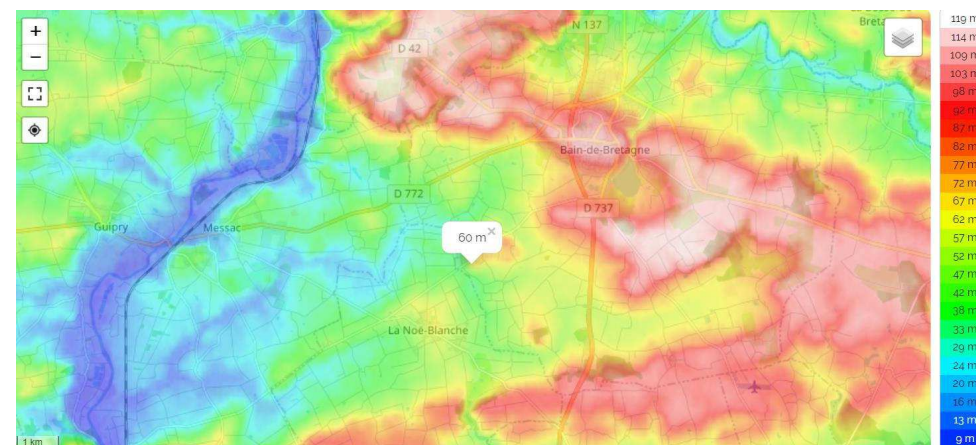 +
−
D 42
N 137
Bain-de-Bretagne
D 772
D 737
Guipry
Messac
60 m ×
La Noë-Blanche
1 km
119 m
114 m
109 m
103 m
98 m
92 m
87 m
82 m
77 m
72 m
67 m
62 m
57 m
52 m
47 m
42 m
38 m
33 m
29 m
24 m
20 m
16 m
13 m
9 m